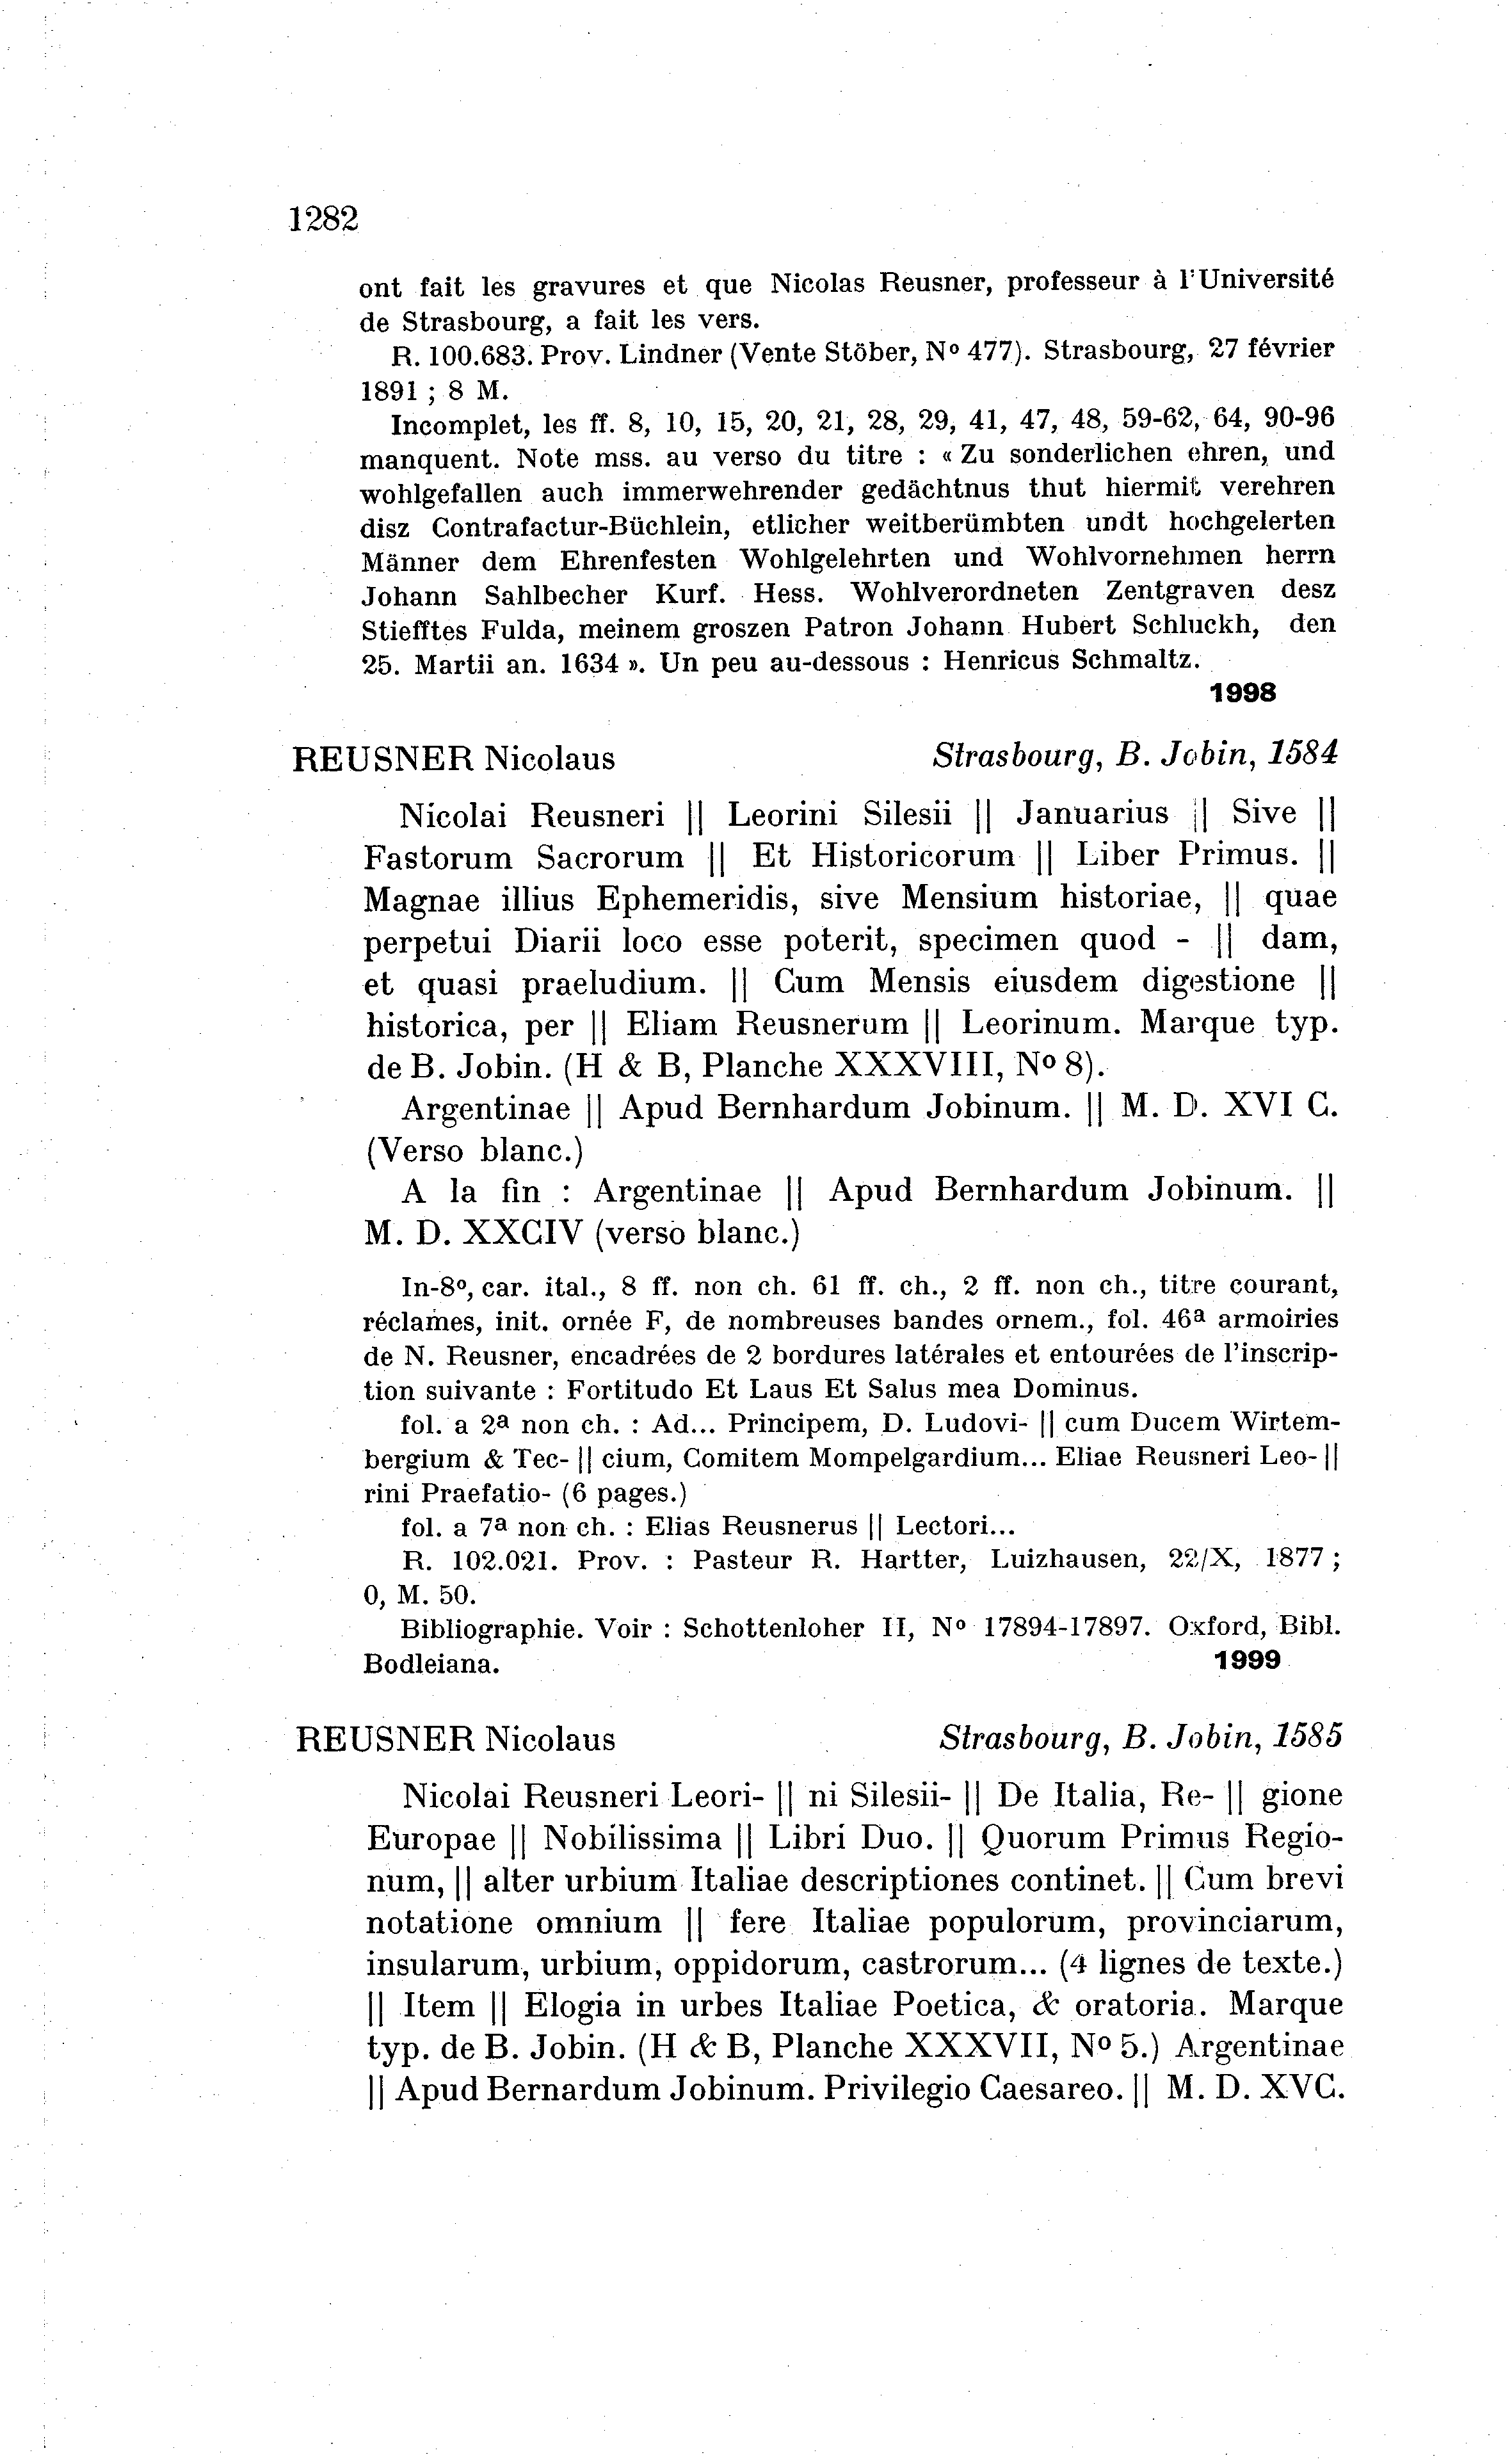 1282
ont fait les gravures et que Nicolas Reusner, professeur à l'Université
de Strasbourg, a fait les vers.
R. 100.683. Prov. Lindner (Vente Stöber, Nº 477). Strasbourg, 27 février
1891 ; 8 M.
Incomplet, les ff. 8, 10, 15, 20, 21, 28, 29, 41, 47, 48, 59-62, 64, 90-96
manquent. Note mss. au verso du titre : « Zu sonderlichen ehren, und
wohlgefallen auch immerwehrender gedächtnus thut hiermit verehren
disz Contrafactur-Büchlein, etlicher weitberümbten undt hochgelerten
Männer dem Ehrenfesten Wohlgelehrten und Wohlvornehmen herrn
Johann Sahlbecher Kurf. Hess. Wohlverordneten Zentgraven desz
Stiefftes Fulda, meinem groszen Patron Johann Hubert Schluckh, den
25. Martii an. 1634 ». Un peu au-dessous : Henricus Schmaltz.
1998
REUSNER Nicolaus Strasbourg, B. Jobin, 1584
Nicolai Reusneri || Leorini Silesii || Januarius || Sive ||
Fastorum Sacrorum || Et Historicorum || Liber Primus. ||
Magnae illius Ephemeridis, sive Mensium historiae, || quae
perpetui Diarii loco esse poterit, specimen quod - || dam,
et quasi praeludium. || Cum Mensis eiusdem digestione ||
historica, per || Eliam Reusnerum || Leorinum. Marque typ.
de B. Jobin. (H & B, Planche XXXVIII, Nº 8).
Argentinae || Apud Bernhardum Jobinum. || M. D. XVI C.
(Verso blanc.)
A la fin : Argentinae || Apud Bernhardum Jobinum. ||
M. D. XXCIV (verso blanc.)
In-8º, car. ital., 8 ff. non ch. 61 ff. ch., 2 ff. non ch., titre courant,
réclames, init. ornée F, de nombreuses bandes ornem., fol. 46ª armoiries
de N. Reusner, encadrées de 2 bordures latérales et entourées de l'inscrip-
tion suivante : Fortitudo Et Laus Et Salus mea Dominus.
fol. a 2ª non ch. : Ad... Principem, D. Ludovi- || cum Ducem Wirtem-
bergium & Tec- || cium, Comitem Mompelgardium... Eliae Reusneri Leo- ||
rini Praefatio- (6 pages.)
fol. a 7ª non ch. : Elias Reusnerus || Lectori...
R. 102.021. Prov. : Pasteur R. Hartter, Luizhausen, 22/X, 1877 ;
0, M. 50.
Bibliographie. Voir : Schottenloher II, Nº 17894-17897. Oxford, Bibl.
Bodleiana. 1999
REUSNER Nicolaus Strasbourg, B. Jobin, 1585
Nicolai Reusneri Leori- || ni Silesii- || De Italia, Re- || gione
Europae || Nobilissima || Libri Duo. || Quorum Primus Regio-
num, || alter urbium Italiae descriptiones continet. || Cum brevi
notatione omnium || fere Italiae populorum, provinciarum,
insularum, urbium, oppidorum, castrorum... (4 lignes de texte.)
|| Item || Elogia in urbes Italiae Poetica, & oratoria. Marque
typ. de B. Jobin. (H & B, Planche XXXVII, Nº 5.) Argentinae
|| Apud Bernardum Jobinum. Privilegio Caesareo. || M. D. XVC.